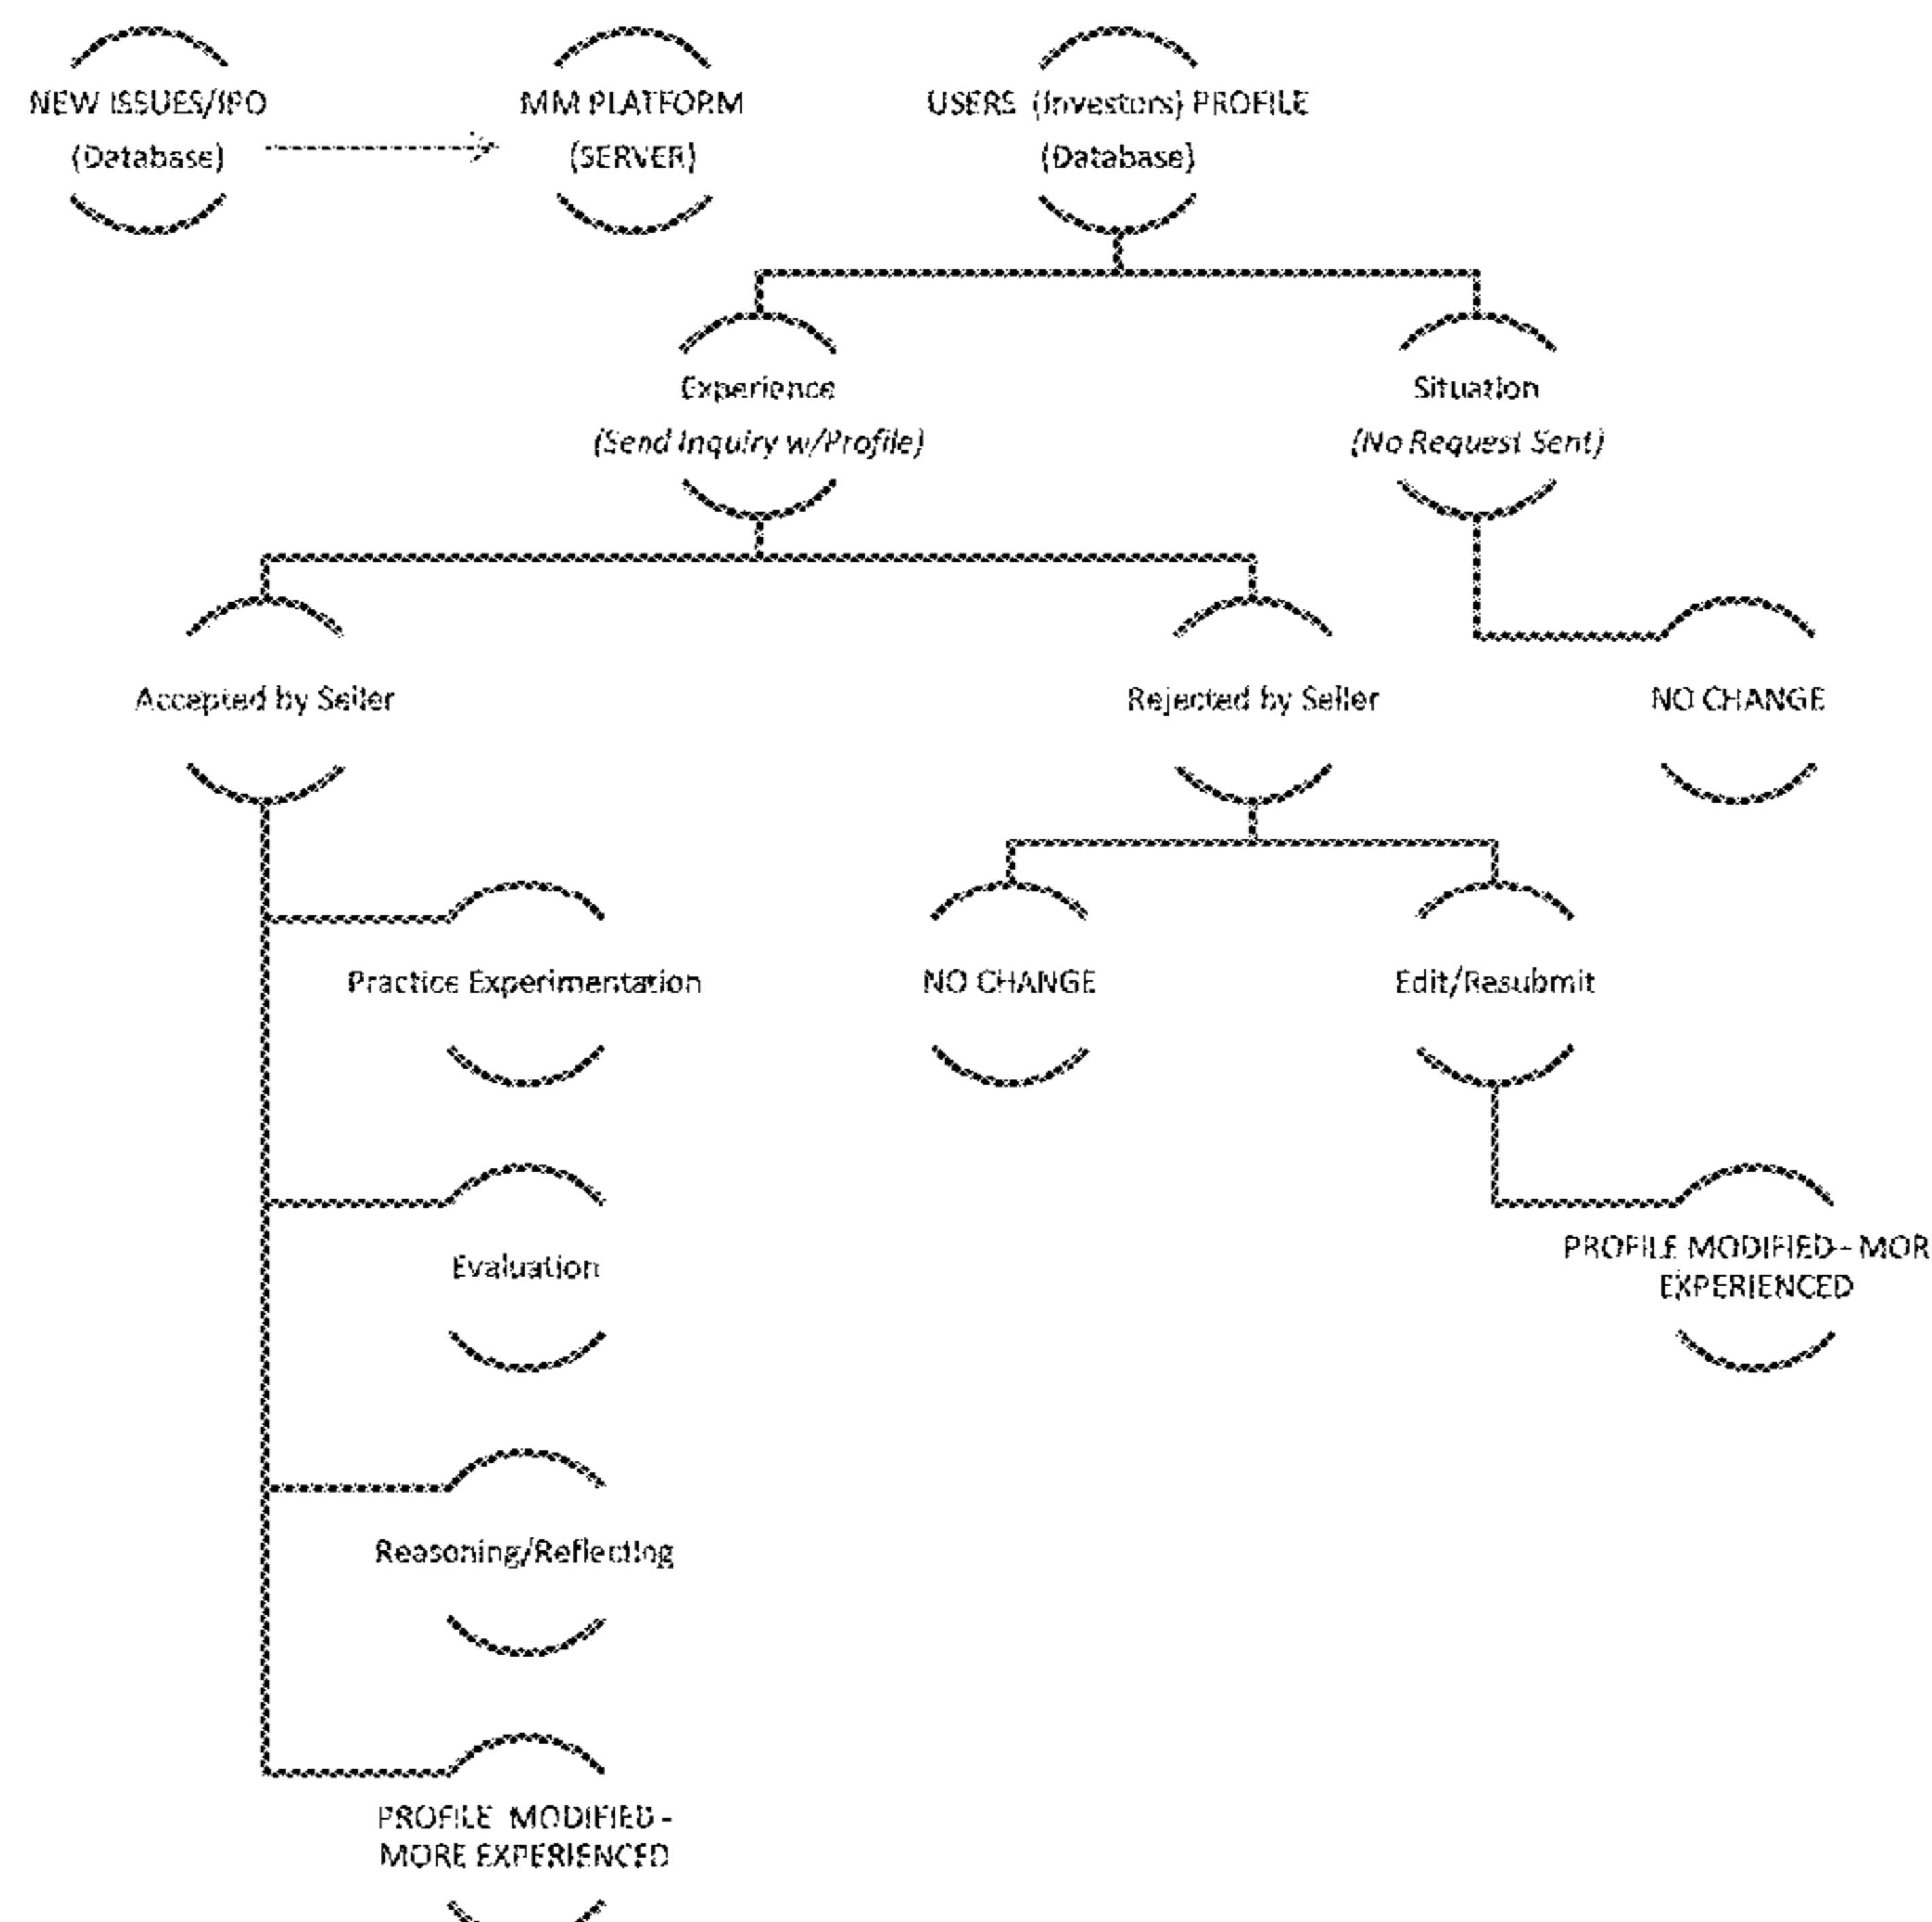 NEW ISSUES/IPO
(Database)
MM PLATFORM
(SERVER)
USERS (Investors) PROFILE
(Database)
Experience
(Send Inquiry w/Profile)
Situation
(No Request Sent)
Accepted by Seller
Rejected by Seller
NO CHANGE
Practice Experimentation
NO CHANGE
Edit/Resubmit
Evaluation
PROFILE MODIFIED-- MOR
EXPERIENCED
Reasoning/Reflecting
PROFILE MODIFIED -
MORE EXPERIENCED